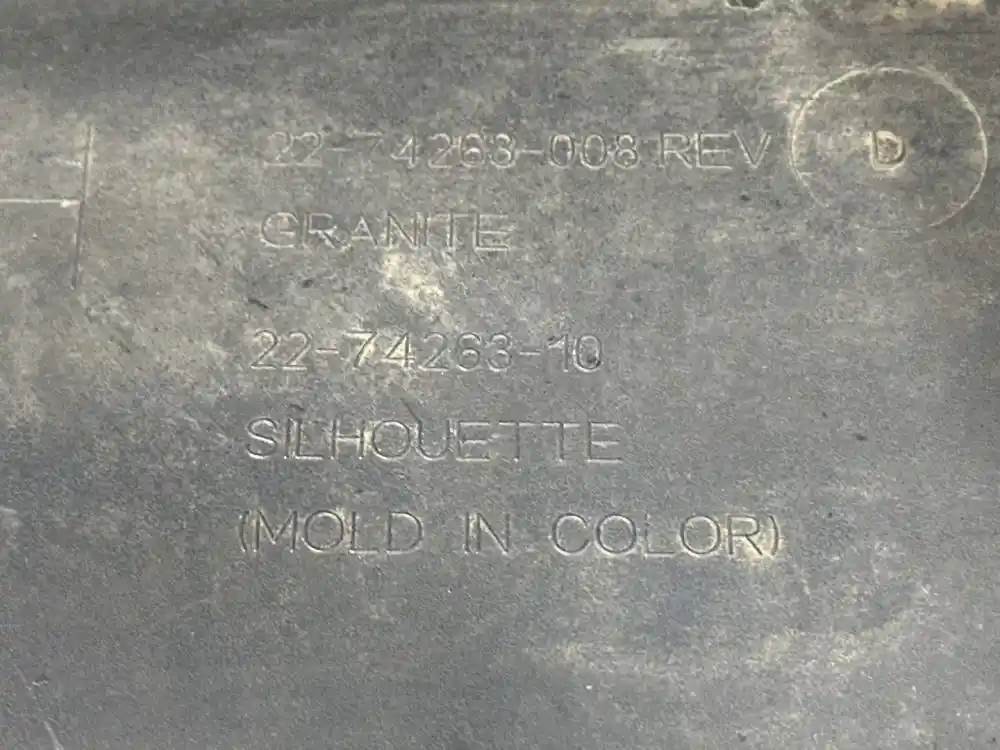 22-74263-008 REV D
GRANITE
22-74263-10
SILHOUETTE
(MOLD IN COLOR)